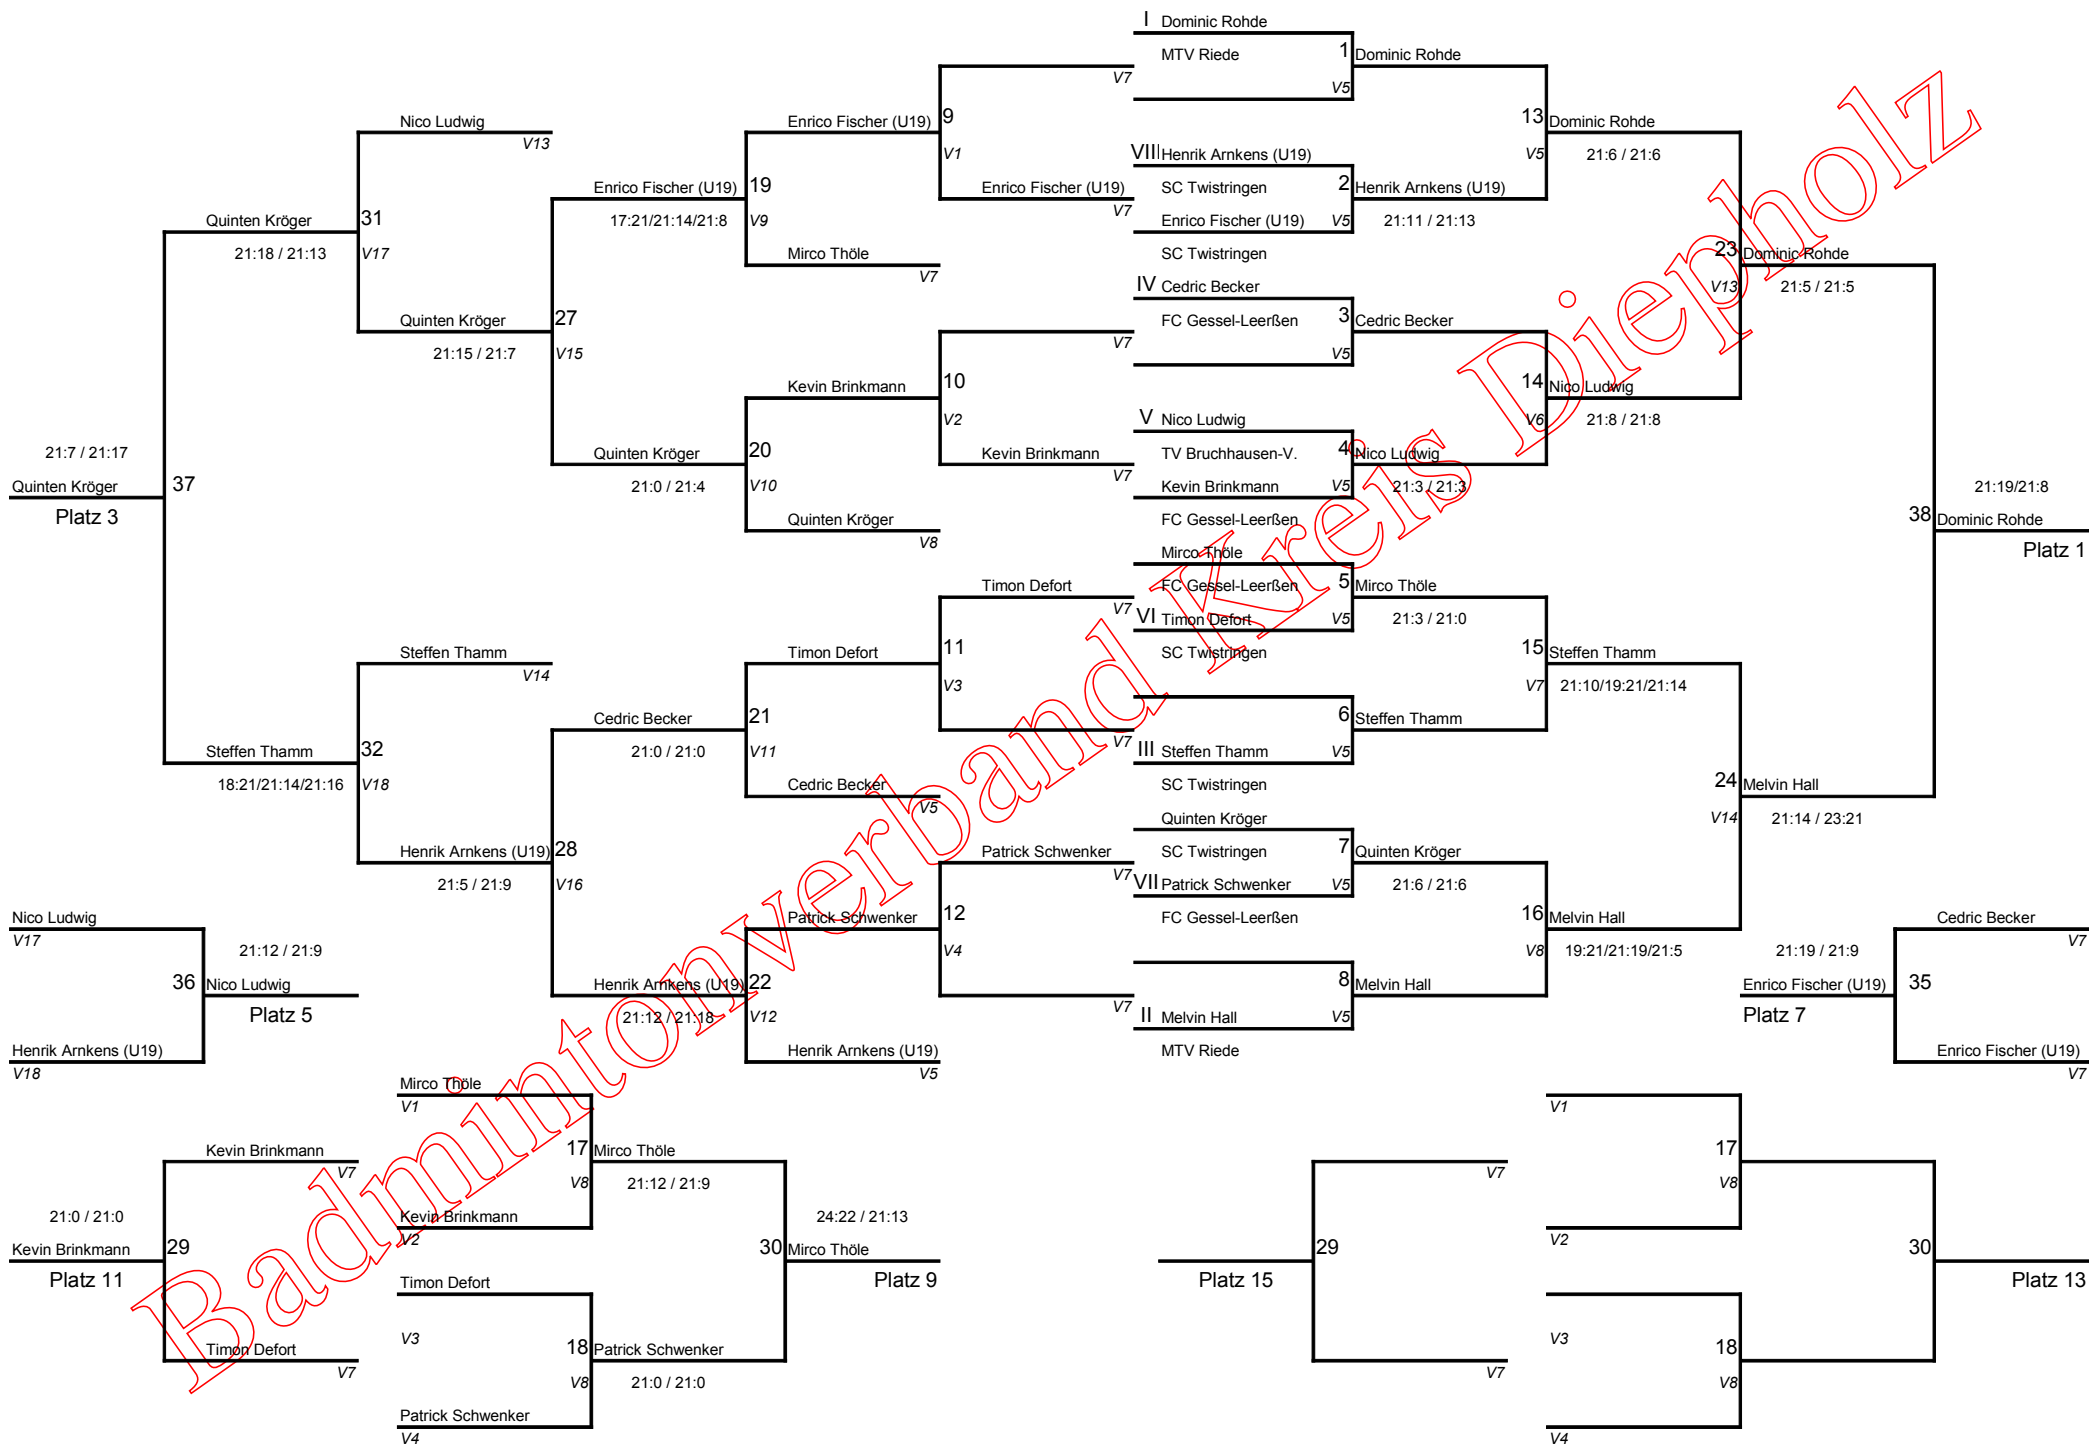 I Dominic Rohde
MTV Riede
1
Dominic Rohde
V7
V5
Nico Ludwig
V13
Enrico Fischer (U19)
9
V1
13
V5
Dominic Rohde
21:6 / 21:6
VIII Henrik Arnkens (U19)
SC Twistringen
2
Henrik Arnkens (U19)
Enrico Fischer (U19)
V5
21:11 / 21:13
SC Twistringen
Enrico Fischer (U19)
19
17:21/21:14/21:8
V9
Enrico Fischer (U19)
V7
Quinten Kröger
31
21:18 / 21:13
V17
Mirco Thöle
V7
23
Dominic Rohde
V13
21:5 / 21:5
IV Cedric Becker
FC Gessel-Leerßen
3
Cedric Becker
V7
V5
Quinten Kröger
27
21:15 / 21:7
V15
Kevin Brinkmann
10
V2
14
Nico Ludwig
V6
21:8 / 21:8
V Nico Ludwig
TV Bruchhausen-V.
4
Nico Ludwig
Kevin Brinkmann
V5
21:3 / 21:3
FC Gessel-Leerßen
Quinten Kröger
20
21:0 / 21:4
V10
Kevin Brinkmann
V7
21:7 / 21:17
Quinten Kröger
37
Platz 3
Quinten Kröger
V8
21:19/21:8
38
Dominic Rohde
Platz 1
Mirco Thöle
FC Gessel-Leerßen
5
Mirco Thöle
VI Timon Defort
V5
21:3 / 21:0
SC Twistringen
Timon Defort
V7
Steffen Thamm
V14
Timon Defort
11
V3
15
Steffen Thamm
V7
21:10/19:21/21:14
6
Steffen Thamm
III Steffen Thamm
V5
SC Twistringen
Cedric Becker
21
21:0 / 21:0
V11
V7
Steffen Thamm
32
18:21/21:14/21:16
V18
Cedric Becker
V5
24
Melvin Hall
V14
21:14 / 23:21
Quinten Kröger
SC Twistringen
7
Quinten Kröger
VII Patrick Schwenker
V5
21:6 / 21:6
FC Gessel-Leerßen
Henrik Arnkens (U19)
28
21:5 / 21:9
V16
Patrick Schwenker
V7
Patrick Schwenker
12
V4
16
Melvin Hall
V8
19:21/21:19/21:5
Nico Ludwig
V17
21:12 / 21:9
36
Nico Ludwig
Platz 5
Henrik Arnkens (U19)
V18
Henrik Arnkens (U19)
22
21:12 / 21:18
V12
V7
8
Melvin Hall
II Melvin Hall
V5
MTV Riede
Henrik Arnkens (U19)
V5
Cedric Becker
V7
21:19 / 21:9
Enrico Fischer (U19)
35
Platz 7
Enrico Fischer (U19)
V7
Mirco Thöle
V1
17
Mirco Thöle
V8
21:12 / 21:9
Kevin Brinkmann
V2
Kevin Brinkmann
V7
21:0 / 21:0
Kevin Brinkmann
29
Platz 11
Timon Defort
V7
24:22 / 21:13
30
Mirco Thöle
Platz 9
Timon Defort
V3
18
Patrick Schwenker
V8
21:0 / 21:0
Patrick Schwenker
V4
V7
29
Platz 15
V7
V1
17
V8
V2
30
Platz 13
V3
18
V8
V4
Badmintonverband Kreis Diepholz